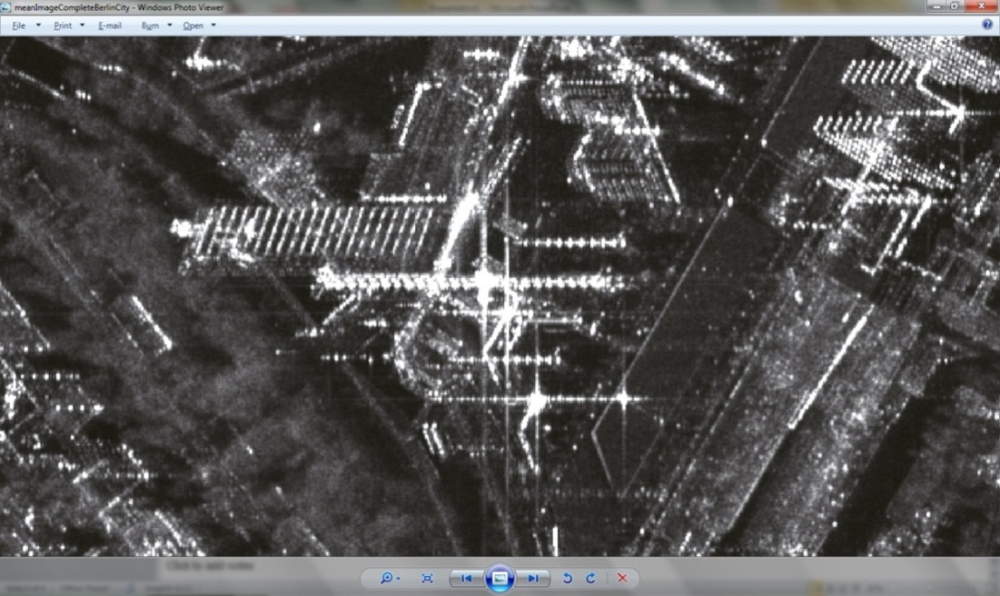 meanImageCompleteBerlinCity - Windows Photo Viewer
File Print E-mail Burn Open
Click to add notes